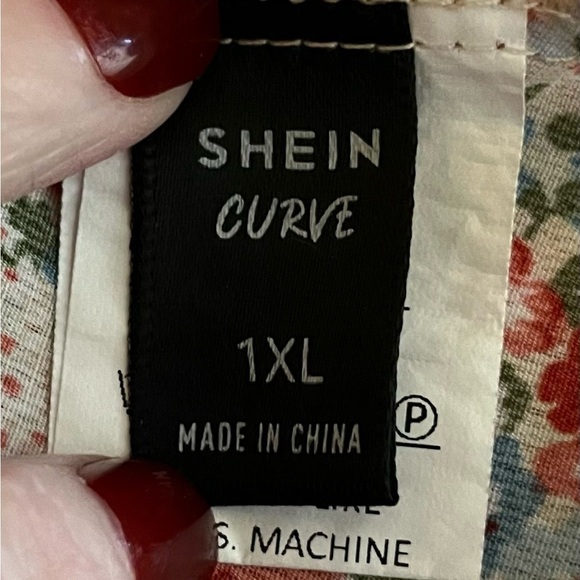 SHEIN
CURVE
1XL
MADE IN CHINA
P
S. MACHINE